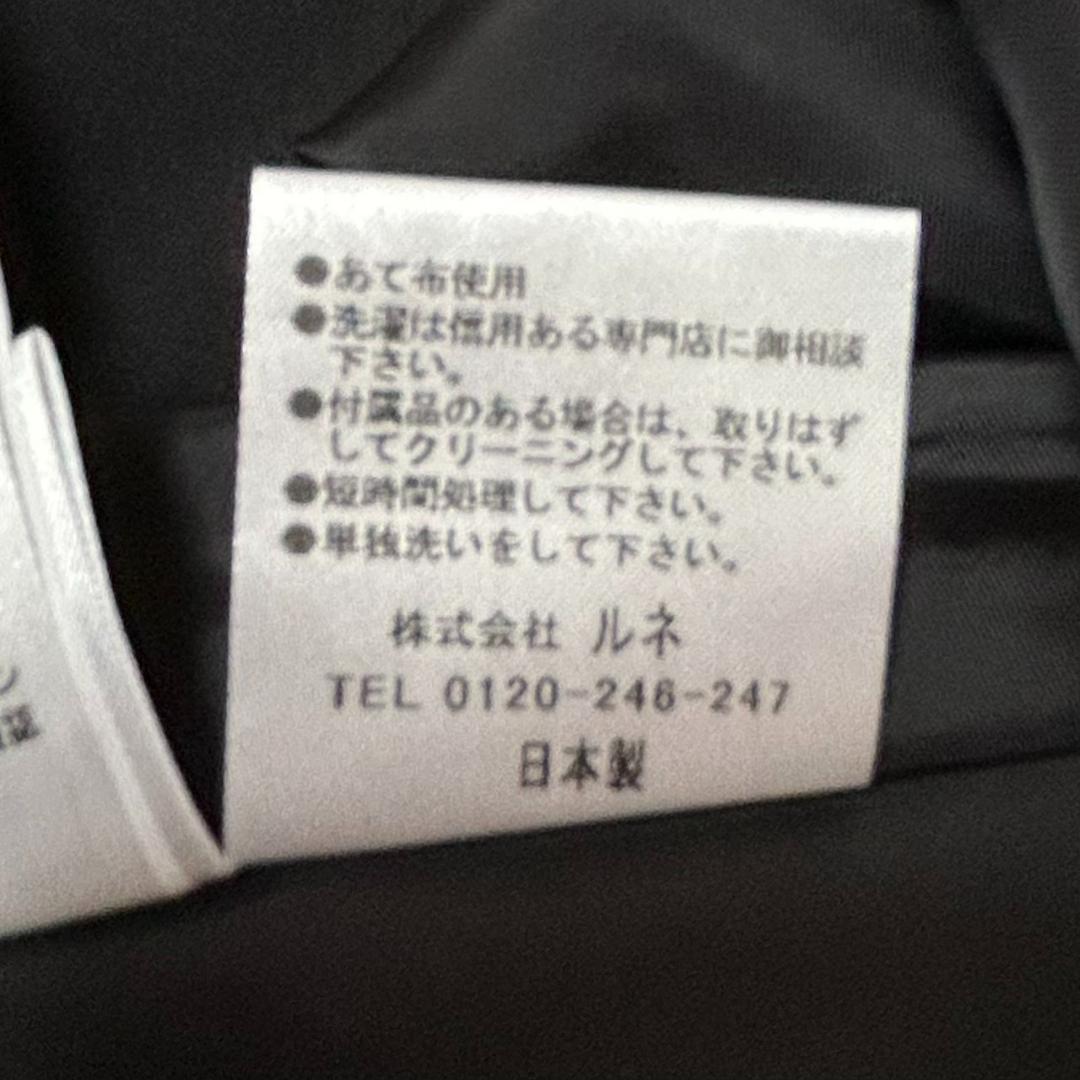 ●あて布使用
●洗濯は信用ある専門店に御相談
下さい。
●付属品のある場合は、取りはず
してクリーニングして下さい。
●短時間処理して下さい。
●単独洗いをして下さい。
株式会社 ルネ
TEL 0120-246-247
日本製
ン